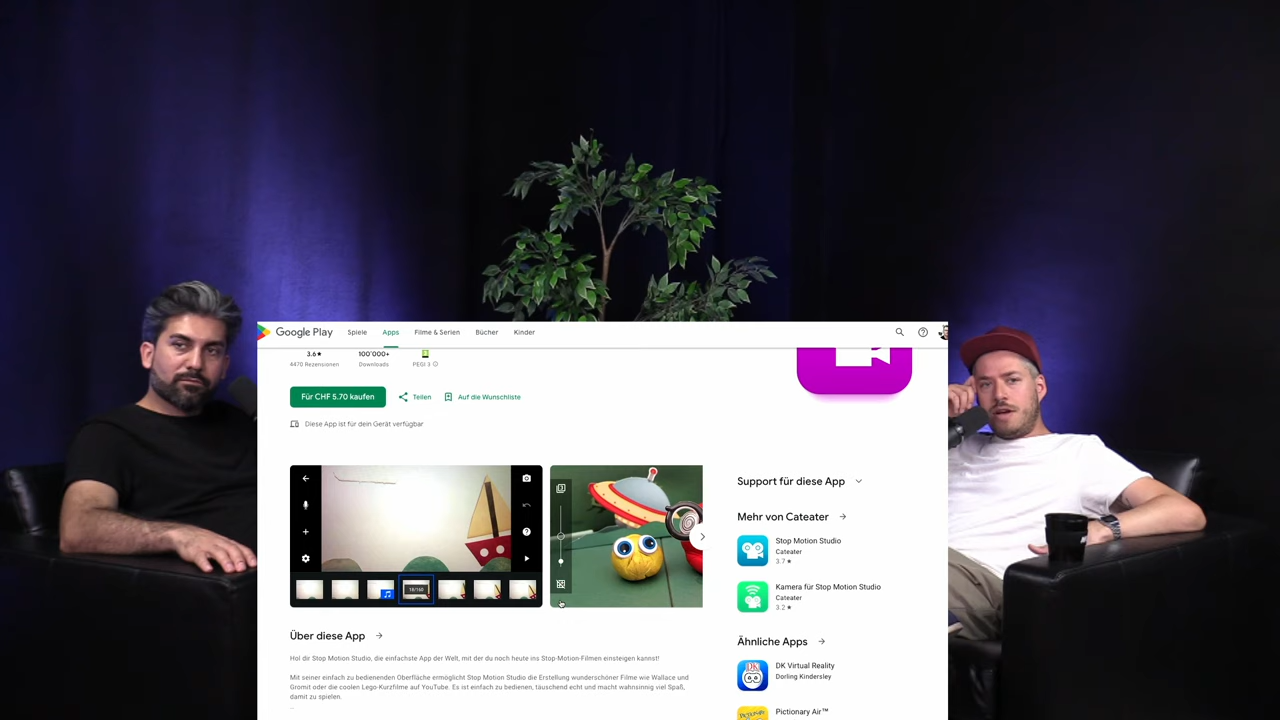 Google Play
Spiele
Apps
Filme & Serien
Bücher
Kinder
3.6★
4470 Rezensionen
100'000+
Downloads
PEGI 3
Für CHF 5.70 kaufen
Teilen
Auf die Wunschliste
Diese App ist für dein Gerät verfügbar
18/160
Über diese App →
Hol dir Stop Motion Studio, die einfachste App der Welt, mit der du noch heute ins Stop-Motion-Filmen einsteigen kannst!
Mit seiner einfach zu bedienenden Oberfläche ermöglicht Stop Motion Studio die Erstellung wunderschöner Filme wie Wallace und
Gromit oder die coolen Lego-Kurzfilme auf YouTube. Es ist einfach zu bedienen, täuschend echt und macht wahnsinnig viel Spaß,
damit zu spielen.
Support für diese App
Mehr von Cateater →
Stop Motion Studio
Cateater
3.7★
Kamera für Stop Motion Studio
Cateater
3.2★
Ähnliche Apps →
DK Virtual Reality
Dorling Kindersley
Pictionary Air™